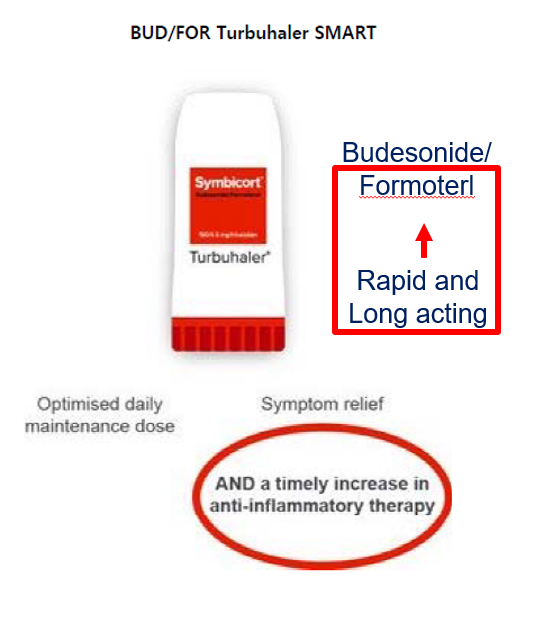 BUD/FOR Turbuhaler SMART
Symbicort
Turbuhaler
Budesonide/
Formoterl
Rapid and
Long acting
Optimised daily
maintenance dose
Symptom relief
AND a timely increase in
anti-inflammatory therapy